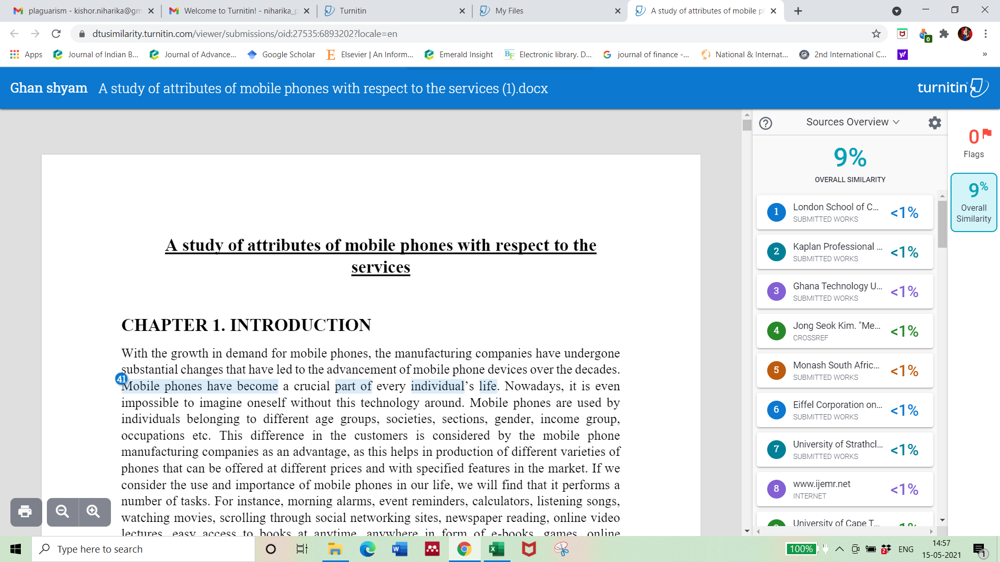 plaguarism - kishor.niharika@gm
Welcome to Turnitin! - niharika_p
Turnitin
My Files
A study of attributes of mobile p
dtusimilarity.turnitin.com/viewer/submissions/oid:27535:6893202?locale=en
0
Apps
Journal of Indian B...
Journal of Advance...
Google Scholar
E Elsevier | An Inform...
Emerald Insight
BF Electronic library. D...
G journal of finance -...
National & Internat...
2nd International C...
y!
»
Ghan shyam A study of attributes of mobile phones with respect to the services (1).docx
turnitin
Sources Overview
0
Flags
9%
OVERALL SIMILARITY
9%
Overall
Similarity
1 London School of C... <1%
SUBMITTED WORKS
2 Kaplan Professional ... <1%
SUBMITTED WORKS
3 Ghana Technology U... <1%
SUBMITTED WORKS
4 Jong Seok Kim. "Me... <1%
CROSSREF
5 Monash South Afric... <1%
SUBMITTED WORKS
6 Eiffel Corporation on... <1%
SUBMITTED WORKS
7 University of Strathcl... <1%
SUBMITTED WORKS
8 www.ijemr.net <1%
INTERNET
University of Cape T...
A study of attributes of mobile phones with respect to the
services
CHAPTER 1. INTRODUCTION
With the growth in demand for mobile phones, the manufacturing companies have undergone
substantial changes that have led to the advancement of mobile phone devices over the decades.
41
Mobile phones have become a crucial part of every individual's life. Nowadays, it is even
impossible to imagine oneself without this technology around. Mobile phones are used by
individuals belonging to different age groups, societies, sections, gender, income group,
occupations etc. This difference in the customers is considered by the mobile phone
manufacturing companies as an advantage, as this helps in production of different varieties of
phones that can be offered at different prices and with specified features in the market. If we
consider the use and importance of mobile phones in our life, we will find that it performs a
number of tasks. For instance, morning alarms, event reminders, calculators, listening songs,
watching movies, scrolling through social networking sites, newspaper reading, online video
lectures, easy access to books at anytime, anywhere in form of e-books, games, online
Type here to search
100%
2
ENG
14:57
15-05-2021
1